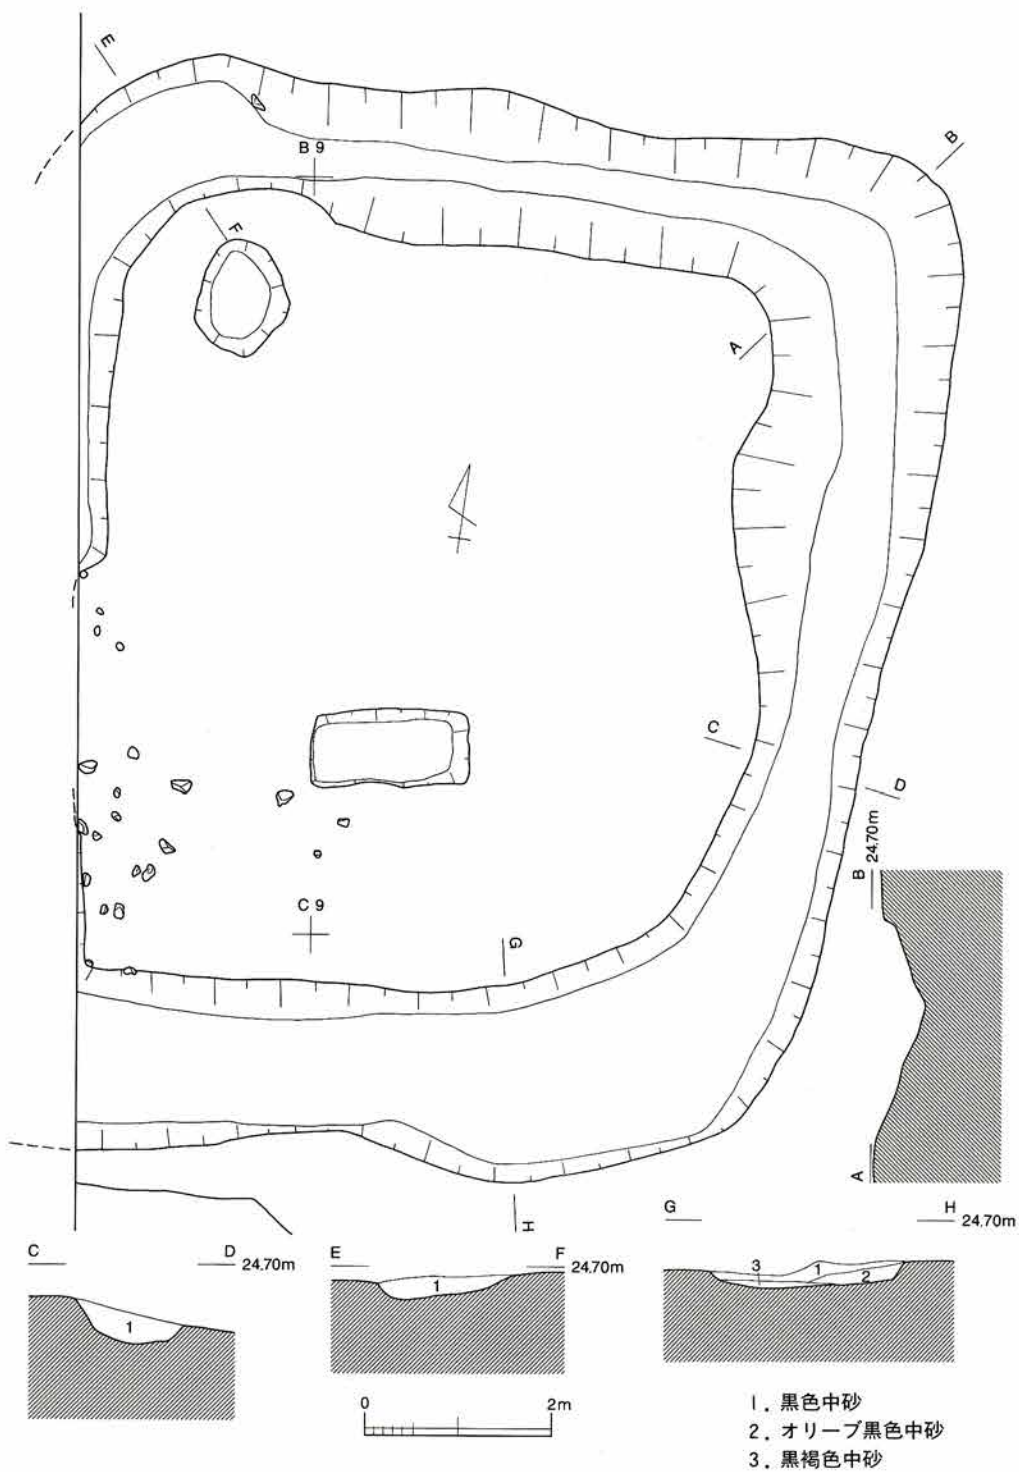 E
B
B 9
F
A
C
D
C 9
G
B 24.70m
A
H
G H 24.70m
C D 24.70m
E F 24.70m
3 1 2
1
1
0 2m
1. 黒色中砂
2. オリーブ黒色中砂
3. 黒褐色中砂